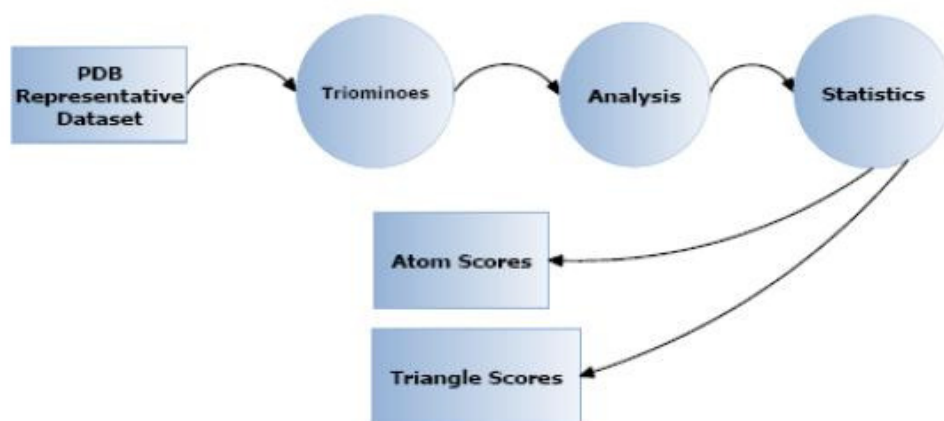 PDB
Representative
Dataset
Triominoes
Analysis
Statistics
Atom Scores
Triangle Scores